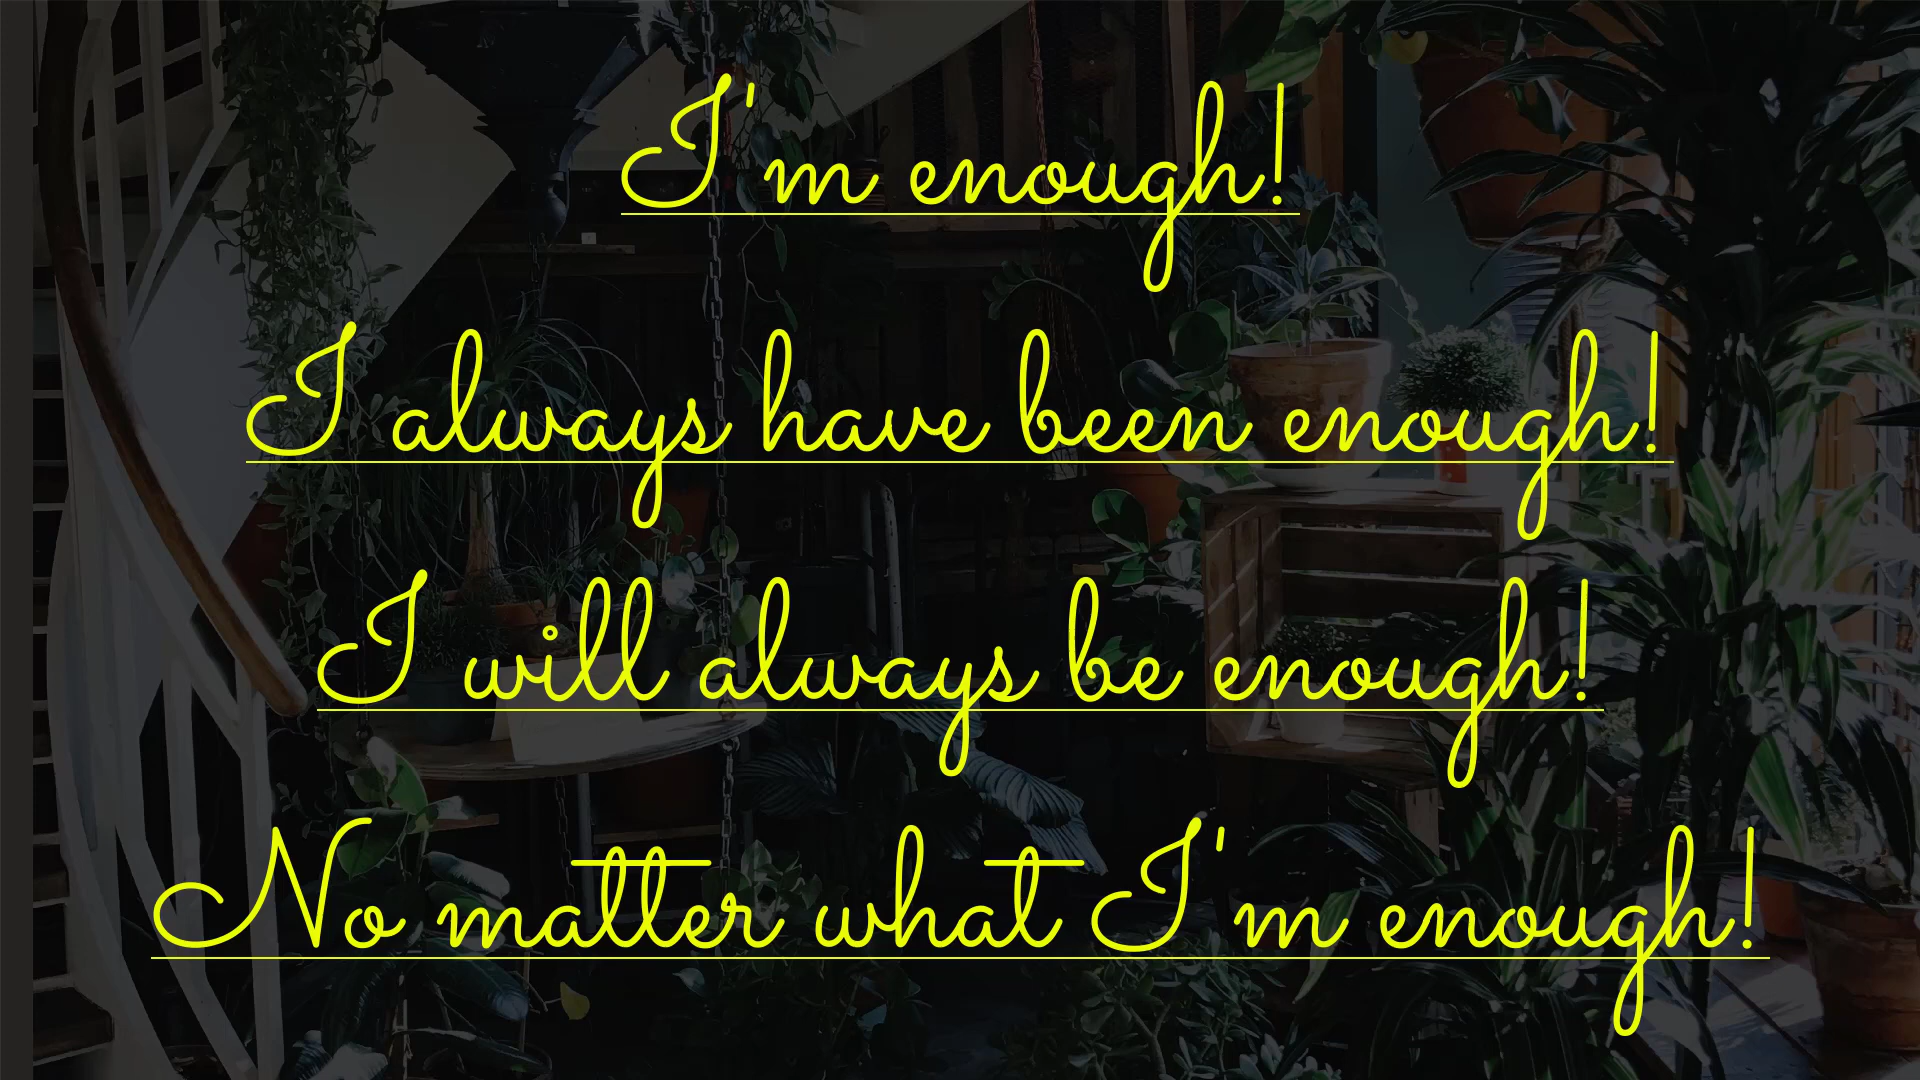 I'm enough!
I always have been enough!
I will always be enough!
No matter what I'm enough!